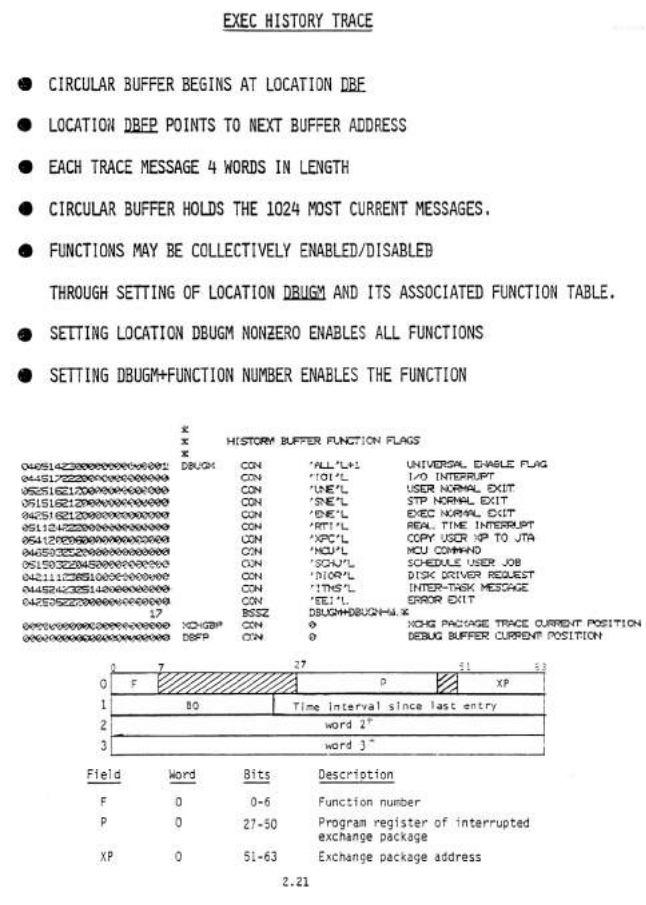 EXEC HISTORY TRACE
● CIRCULAR BUFFER BEGINS AT LOCATION DBF
● LOCATION DBFP POINTS TO NEXT BUFFER ADDRESS
● EACH TRACE MESSAGE 4 WORDS IN LENGTH
● CIRCULAR BUFFER HOLDS THE 1024 MOST CURRENT MESSAGES.
● FUNCTIONS MAY BE COLLECTIVELY ENABLED/DISABLED
THROUGH SETTING OF LOCATION DBUGM AND ITS ASSOCIATED FUNCTION TABLE.
● SETTING LOCATION DBUGM NONZERO ENABLES ALL FUNCTIONS
● SETTING DBUGM+FUNCTION NUMBER ENABLES THE FUNCTION
*
* HISTORY BUFFER FUNCTION FLAGS
*
DBUGM CON 'ALL'L+1 UNIVERSAL ENABLE FLAG
CON 'IOI'L I/O INTERRUPT
CON 'UNE'L USER NORMAL EXIT
CON 'SNE'L STP NORMAL EXIT
CON 'ENE'L EXEC NORMAL EXIT
CON 'RTI'L REAL TIME INTERRUPT
CON 'XPC'L COPY USER XP TO JTA
CON 'MCU'L MCU COMMAND
CON 'SCHJ'L SCHEDULE USER JOB
CON 'DIOR'L DISK DRIVER REQUEST
CON 'ITMS'L INTER-TASK MESSAGE
CON 'EEI'L ERROR EXIT
17 BSSZ
XCHGBP CON 0 XCHG PACKAGE TRACE CURRENT POSITION
DBFP CON 0 DEBUG BUFFER CURRENT POSITION
0 7 27 51 63
0 F P XP
1 BO Time interval since last entry
2 word 2
3 word 3
Field Word Bits Description
F 0 0-6 Function number
P 0 27-50 Program register of interrupted
exchange package
XP 0 51-63 Exchange package address
2.21